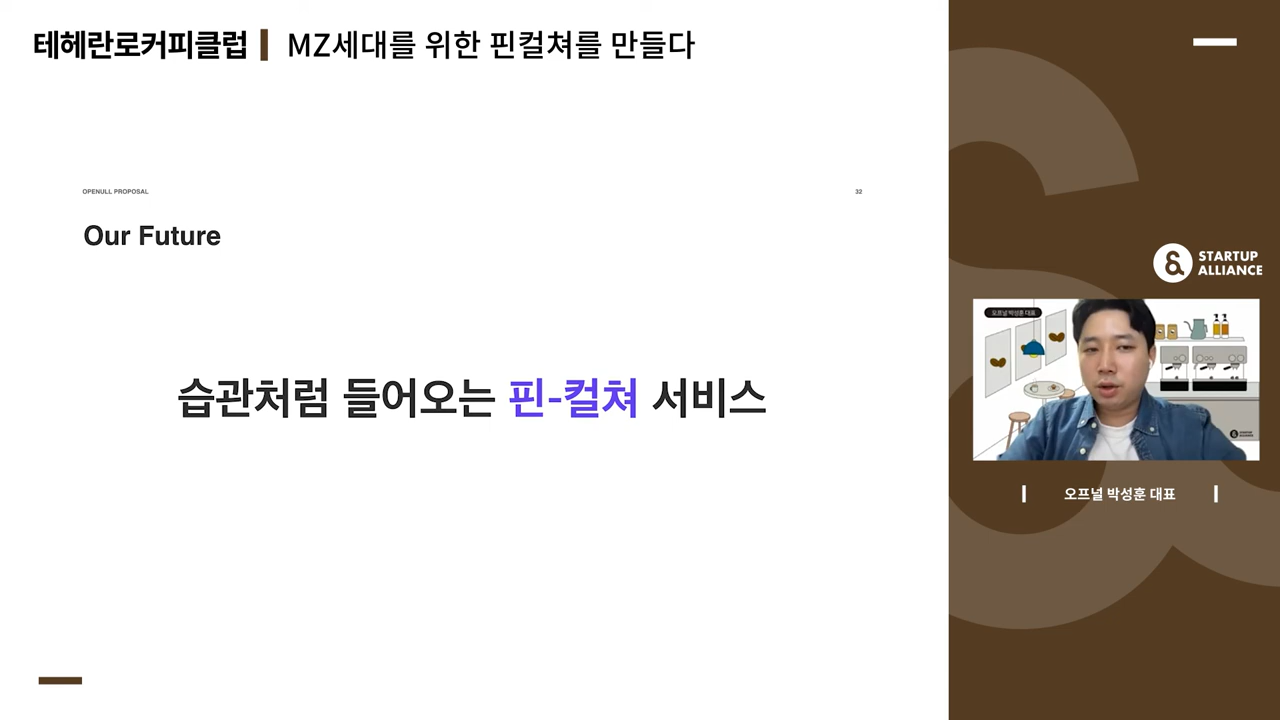 테헤란로커피클럽 MZ세대를 위한 핀컬쳐를 만들다
OPENULL PROPOSAL
32
Our Future
습관처럼 들어오는 핀-컬쳐 서비스
STARTUP
ALLIANCE
오프널 박성훈 대표
STARTUP
ALLIANCE
오프널 박성훈 대표